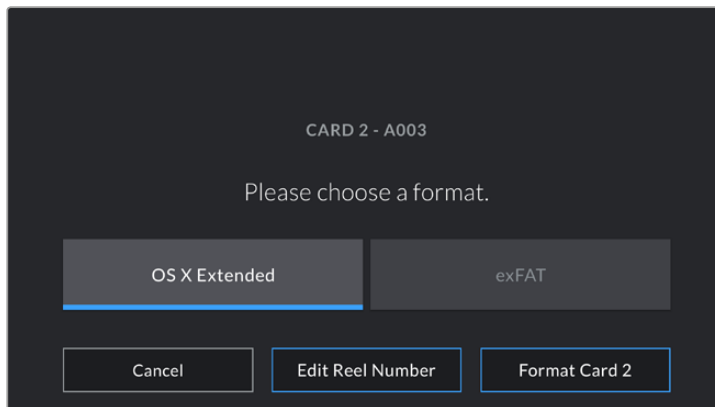 CARD 2 - A003
Please choose a format.
OS X Extended
exFAT
Cancel
Edit Reel Number
Format Card 2